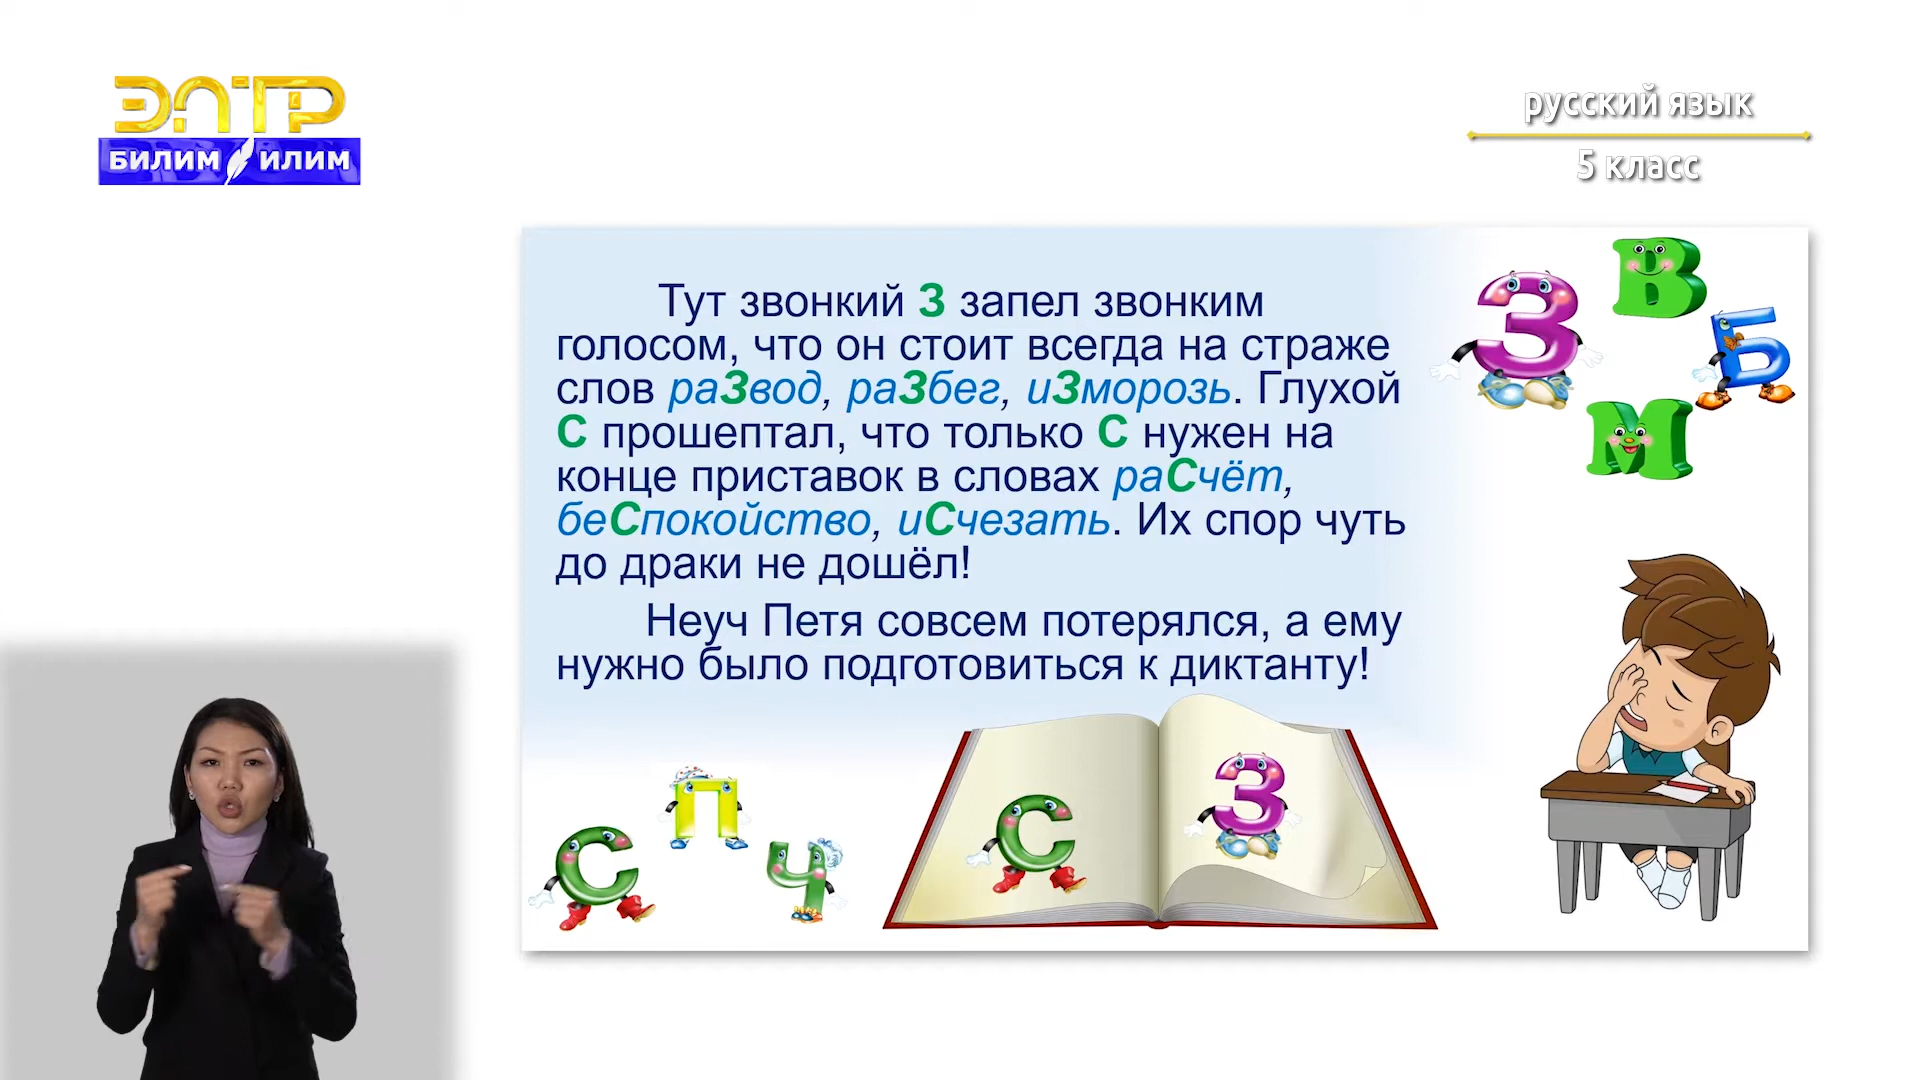 ЭЛТР
БИЛИМ ИЛИМ
русский язык
5 класс
Тут звонкий З запел звонким
голосом, что он стоит всегда на страже
слов раЗвод, раЗбег, иЗморозь. Глухой
С прошептал, что только С нужен на
конце приставок в словах раСчёт,
беСпокойство, иСчезать. Их спор чуть
до драки не дошёл!
Неуч Петя совсем потерялся, а ему
нужно было подготовиться к диктанту!
З
В
Б
М
С
П
Ч
С
З